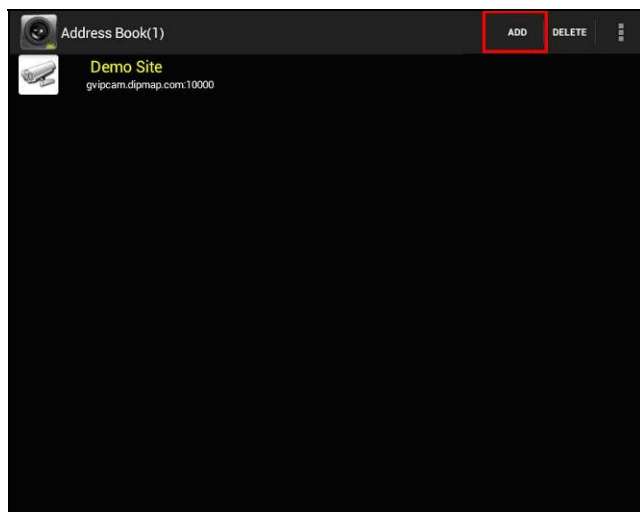 Address Book(1)
ADD
DELETE
Demo Site
gvipcam.dipmap.com:10000